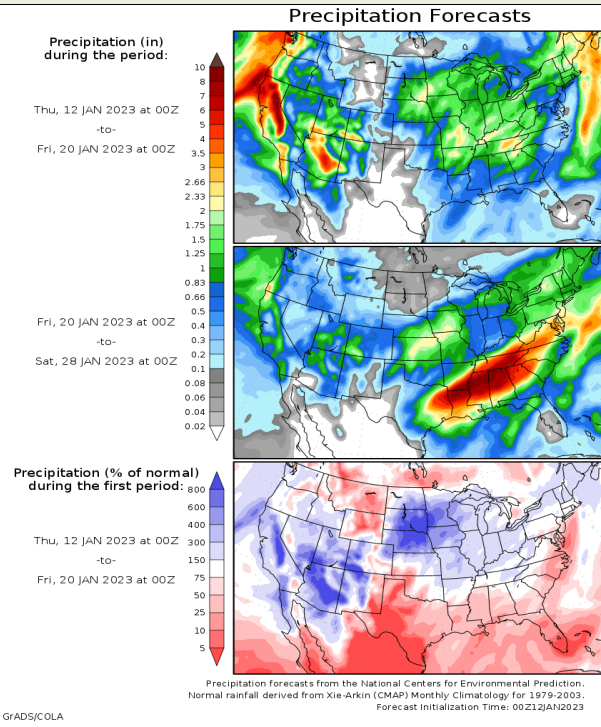 Precipitation Forecasts
Precipitation (in)
during the period:
Thu, 12 JAN 2023 at 00Z
-to-
Fri, 20 JAN 2023 at 00Z
10
8
7
6
5
4
3.5
3
2.66
2.33
2
1.75
1.5
1.25
1
0.83
0.66
0.5
0.4
0.3
0.2
0.1
0.08
0.06
0.04
0.02
Fri, 20 JAN 2023 at 00Z
-to-
Sat, 28 JAN 2023 at 00Z
Precipitation (% of normal)
during the first period:
Thu, 12 JAN 2023 at 00Z
-to-
Fri, 20 JAN 2023 at 00Z
800
600
400
300
150
75
50
25
10
5
Precipitation forecasts from the National Centers for Environmental Prediction.
Normal rainfall derived from Xie-Arkin (CMAP) Monthly Climatology for 1979-2003.
Forecast Initialization Time: 00Z12JAN2023
GrADS/COLA